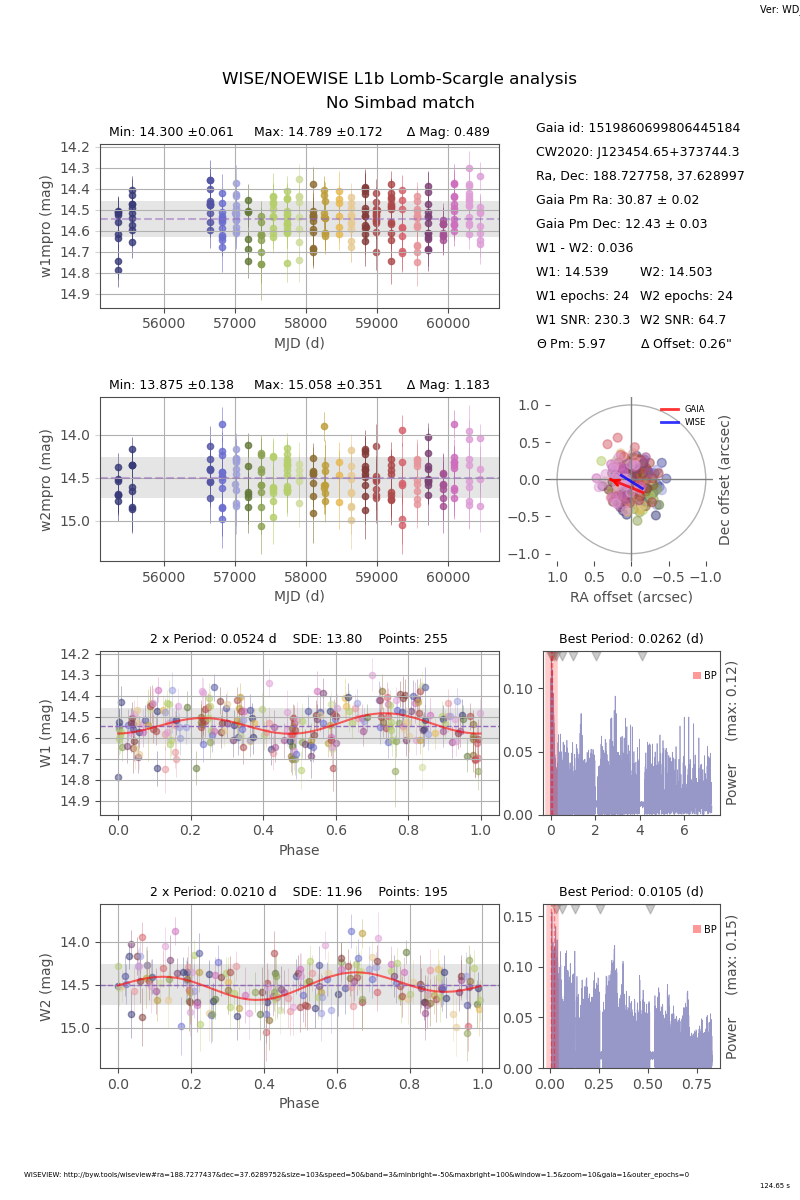 Ver: WD_
WISE/NOEWISE L1b Lomb-Scargle analysis
No Simbad match
Min: 14.300 ±0.061 Max: 14.789 ±0.172 Δ Mag: 0.489
14.2
14.3
14.4
14.5
14.6
14.7
14.8
14.9
w1mpro (mag)
56000 57000 58000 59000 60000
MJD (d)
Gaia id: 1519860699806445184
CW2020: J123454.65+373744.3
Ra, Dec: 188.727758, 37.628997
Gaia Pm Ra: 30.87 ± 0.02
Gaia Pm Dec: 12.43 ± 0.03
W1 - W2: 0.036
W1: 14.539 W2: 14.503
W1 epochs: 24 W2 epochs: 24
W1 SNR: 230.3 W2 SNR: 64.7
Θ Pm: 5.97 Δ Offset: 0.26"
Min: 13.875 ±0.138 Max: 15.058 ±0.351 Δ Mag: 1.183
14.0
14.5
15.0
w2mpro (mag)
56000 57000 58000 59000 60000
MJD (d)
GAIA
WISE
1.0
0.5
0.0
−0.5
−1.0
Dec offset (arcsec)
1.0 0.5 0.0 −0.5 −1.0
RA offset (arcsec)
2 x Period: 0.0524 d SDE: 13.80 Points: 255
14.2
14.3
14.4
14.5
14.6
14.7
14.8
14.9
W1 (mag)
0.0 0.2 0.4 0.6 0.8 1.0
Phase
Best Period: 0.0262 (d)
BP
0.10
0.05
0.00
Power (max: 0.12)
0 2 4 6
2 x Period: 0.0210 d SDE: 11.96 Points: 195
14.0
14.5
15.0
W2 (mag)
0.0 0.2 0.4 0.6 0.8 1.0
Phase
Best Period: 0.0105 (d)
BP
0.15
0.10
0.05
0.00
Power (max: 0.15)
0.00 0.25 0.50 0.75
WISEVIEW: http://byw.tools/wiseview#ra=188.7277437&dec=37.6289752&size=103&speed=50&band=3&minbright=-50&maxbright=100&window=1.5&zoom=10&gaia=1&outer_epochs=0
124.65 s